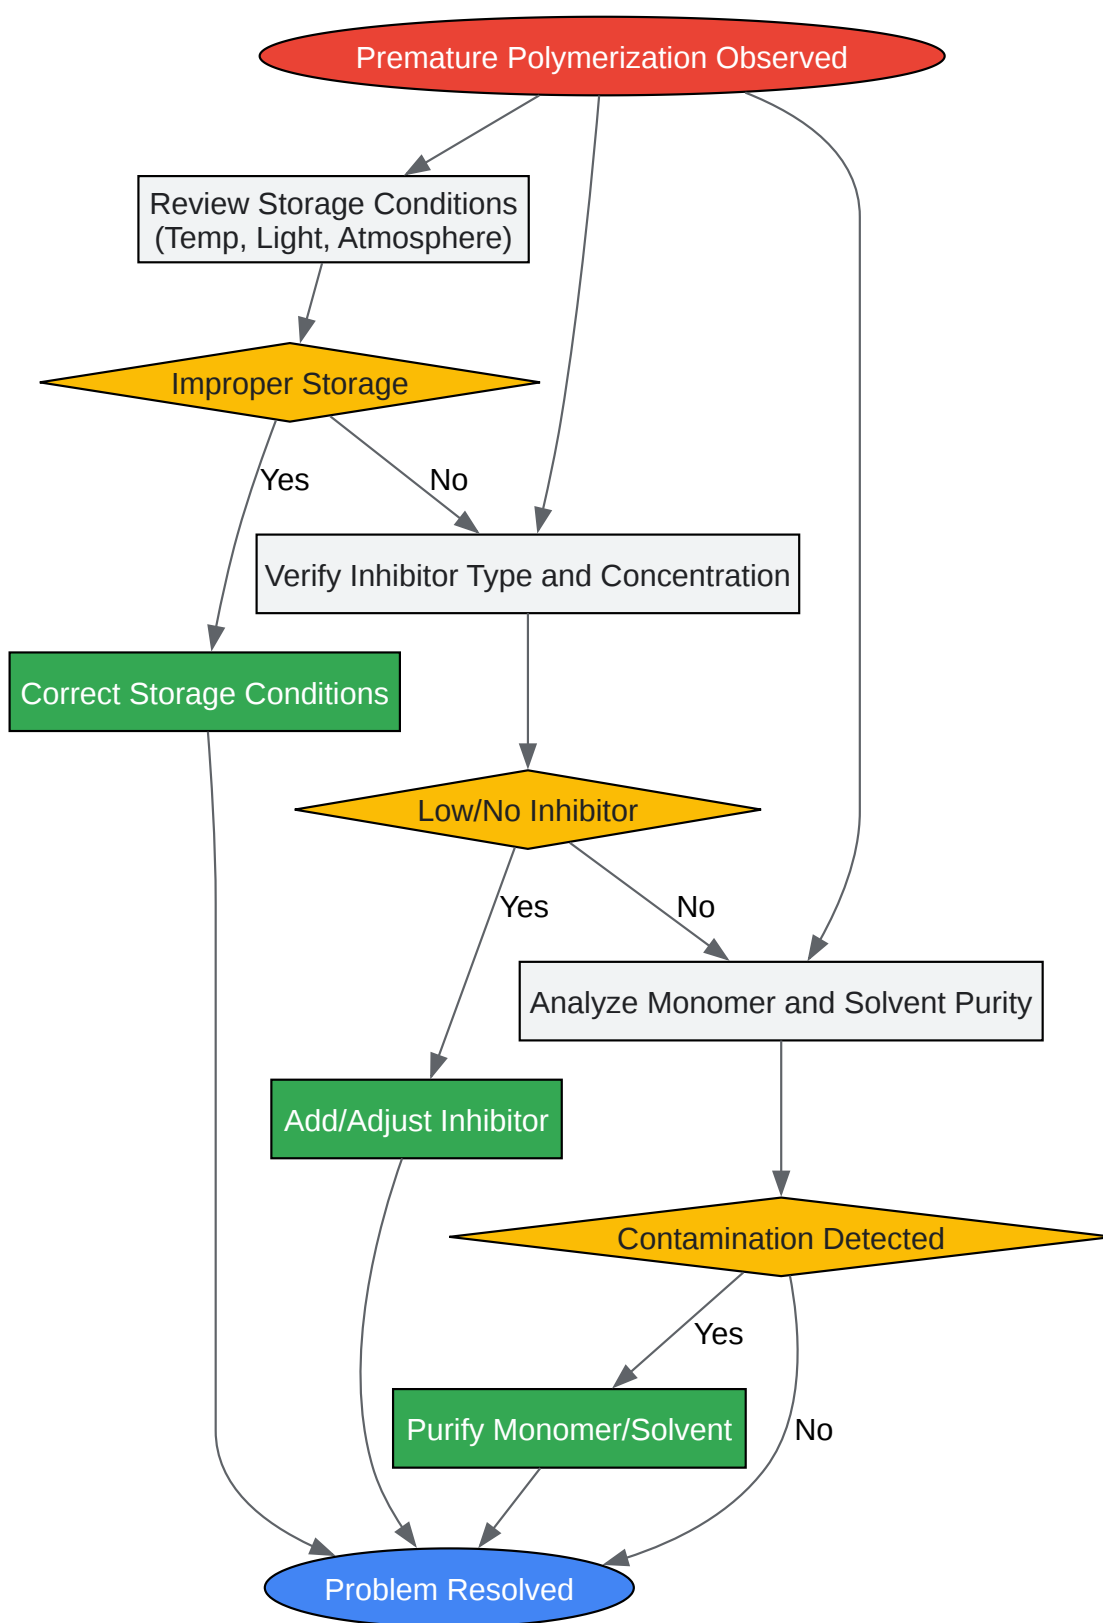 Premature Polymerization Observed
Review Storage Conditions
(Temp, Light, Atmosphere)
Improper Storage
Yes
No
Verify Inhibitor Type and Concentration
Correct Storage Conditions
Low/No Inhibitor
Yes
No
Analyze Monomer and Solvent Purity
Add/Adjust Inhibitor
Contamination Detected
Yes
Purify Monomer/Solvent
No
Problem Resolved